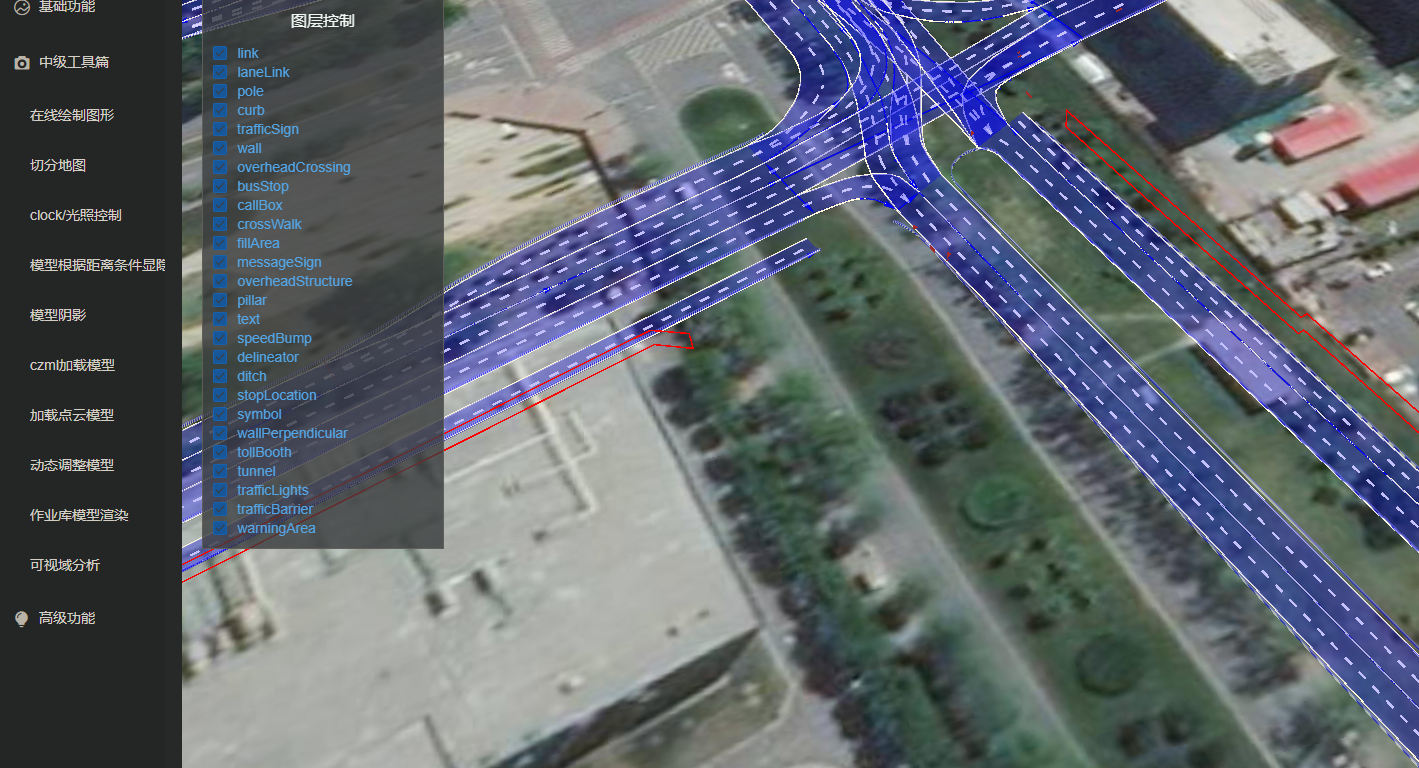 基础功能
中级工具篇
在线绘制图形
切分地图
clock/光照控制
模型根据距离条件显隐
模型阴影
czml加载模型
加载点云模型
动态调整模型
作业库模型渲染
可视域分析
高级功能
图层控制
link
laneLink
pole
curb
trafficSign
wall
overheadCrossing
busStop
callBox
crossWalk
fillArea
messageSign
overheadStructure
pillar
text
speedBump
delineator
ditch
stopLocation
symbol
wallPerpendicular
tollBooth
tunnel
trafficLights
trafficBarrier
warningArea